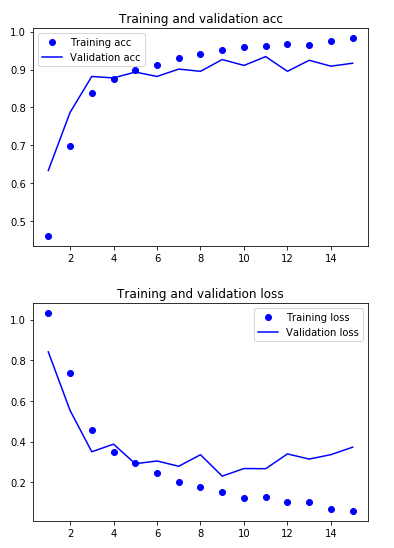 Training and validation acc
1.0
0.9
0.8
0.7
0.6
0.5
Training acc
Validation acc
2 4 6 8 10 12 14
Training and validation loss
1.0
0.8
0.6
0.4
0.2
Training loss
Validation loss
2 4 6 8 10 12 14